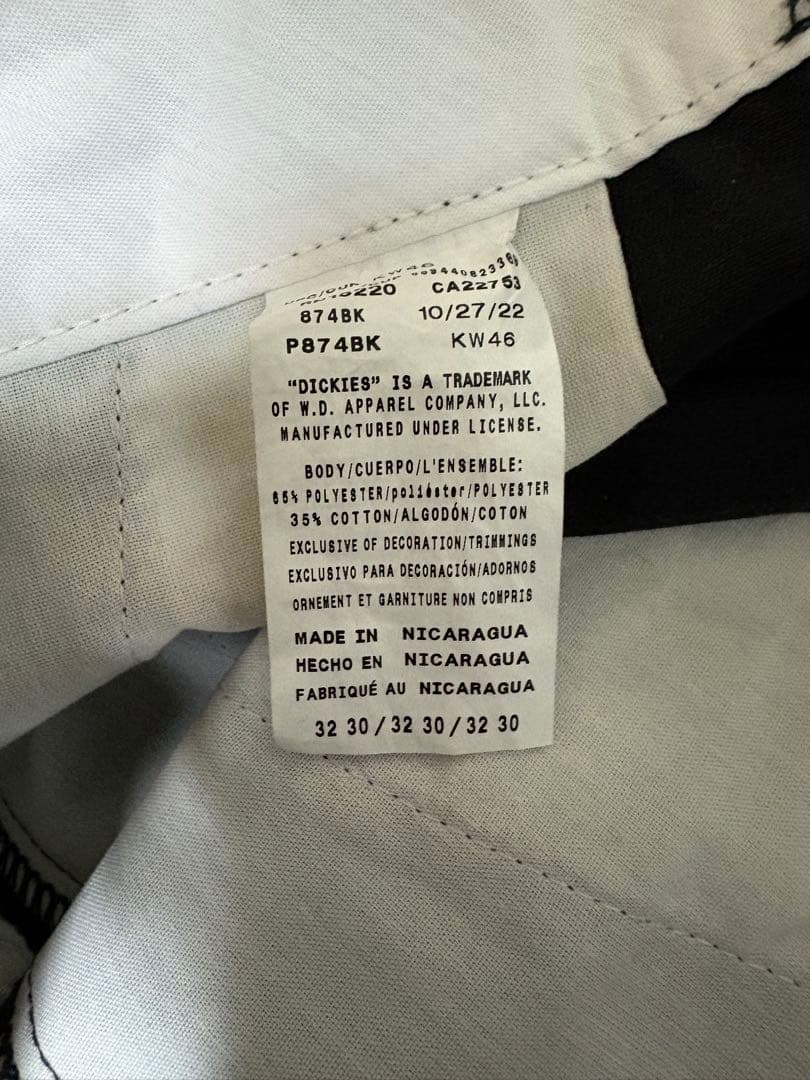 CA22753
874BK 10/27/22
P874BK KW46
"DICKIES" IS A TRADEMARK
OF W.D. APPAREL COMPANY, LLC.
MANUFACTURED UNDER LICENSE.
BODY/CUERPO/L'ENSEMBLE:
65% POLYESTER/poliéster/POLYESTER
35% COTTON/ALGODÓN/COTON
EXCLUSIVE OF DECORATION/TRIMMINGS
EXCLUSIVO PARA DECORACIÓN/ADORNOS
ORNEMENT ET GARNITURE NON COMPRIS
MADE IN NICARAGUA
HECHO EN NICARAGUA
FABRIQUÉ AU NICARAGUA
32 30 / 32 30 / 32 30